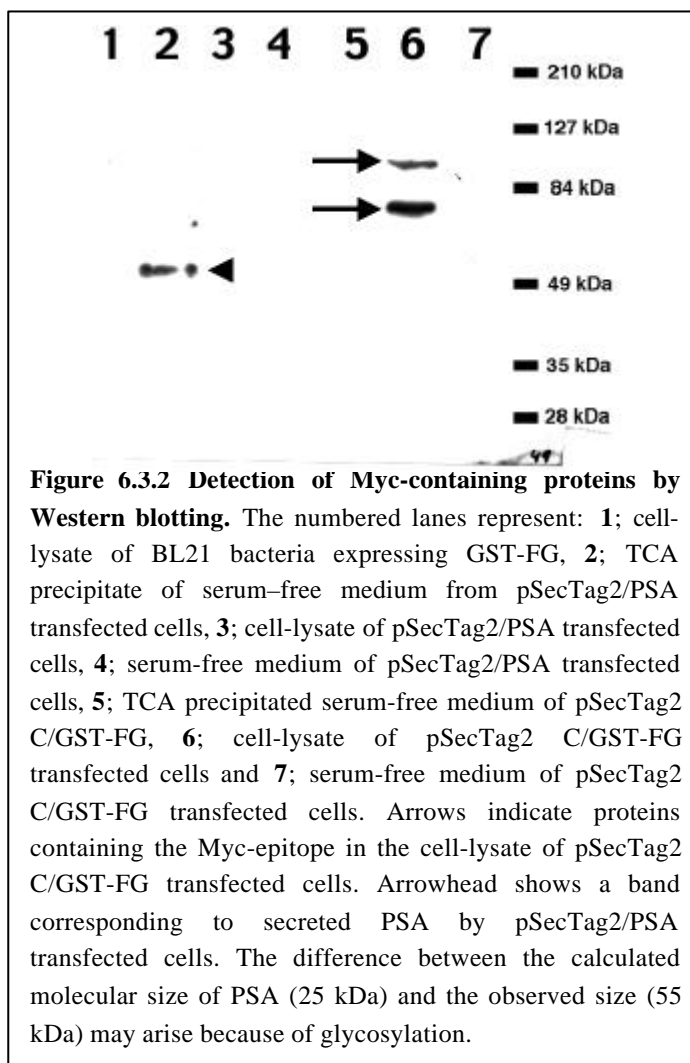 1 2 3 4 5 6 7
210 kDa
127 kDa
84 kDa
49 kDa
35 kDa
28 kDa
Figure 6.3.2 Detection of Myc-containing proteins by
Western blotting. The numbered lanes represent: 1; cell-
lysate of BL21 bacteria expressing GST-FG, 2; TCA
precipitate of serum–free medium from pSecTag2/PSA
transfected cells, 3; cell-lysate of pSecTag2/PSA transfected
cells, 4; serum-free medium of pSecTag2/PSA transfected
cells, 5; TCA precipitated serum-free medium of pSecTag2
C/GST-FG, 6; cell-lysate of pSecTag2 C/GST-FG
transfected cells and 7; serum-free medium of pSecTag2
C/GST-FG transfected cells. Arrows indicate proteins
containing the Myc-epitope in the cell-lysate of pSecTag2
C/GST-FG transfected cells. Arrowhead shows a band
corresponding to secreted PSA by pSecTag2/PSA
transfected cells. The difference between the calculated
molecular size of PSA (25 kDa) and the observed size (55
kDa) may arise because of glycosylation.